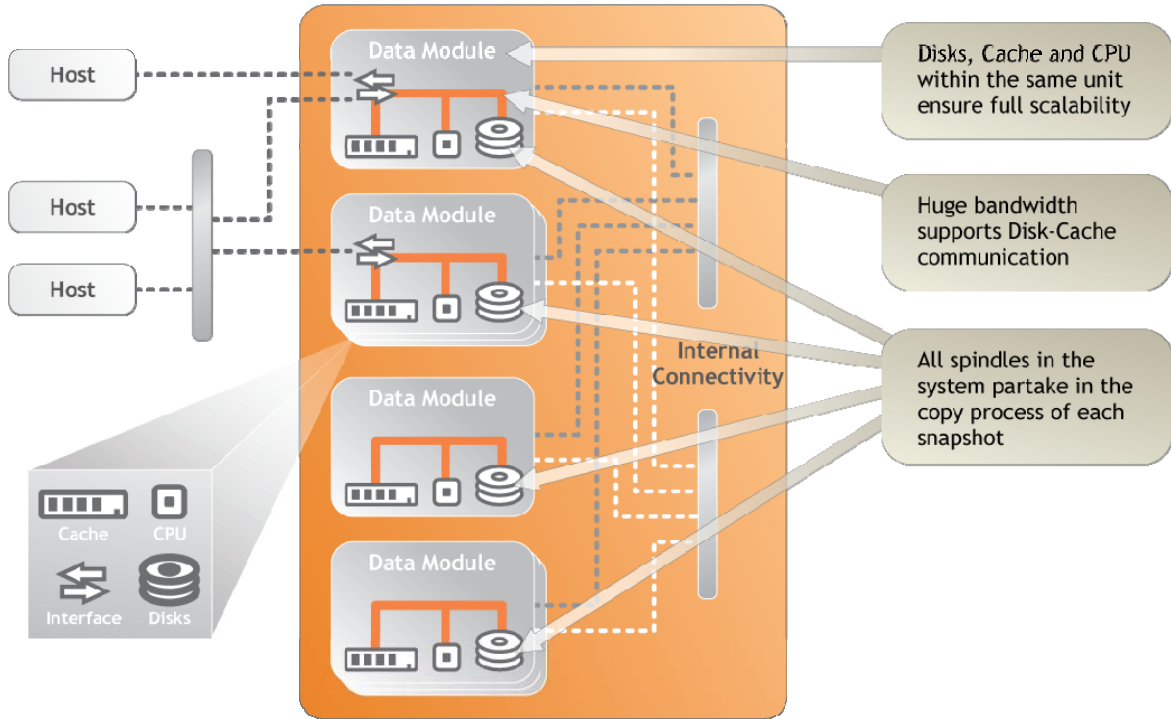 Host
Host
Host
Data Module
Data Module
Data Module
Data Module
Internal
Connectivity
Cache
CPU
Interface
Disks
Disks, Cache and CPU
within the same unit
ensure full scalability
Huge bandwidth
supports Disk-Cache
communication
All spindles in the
system partake in the
copy process of each
snapshot